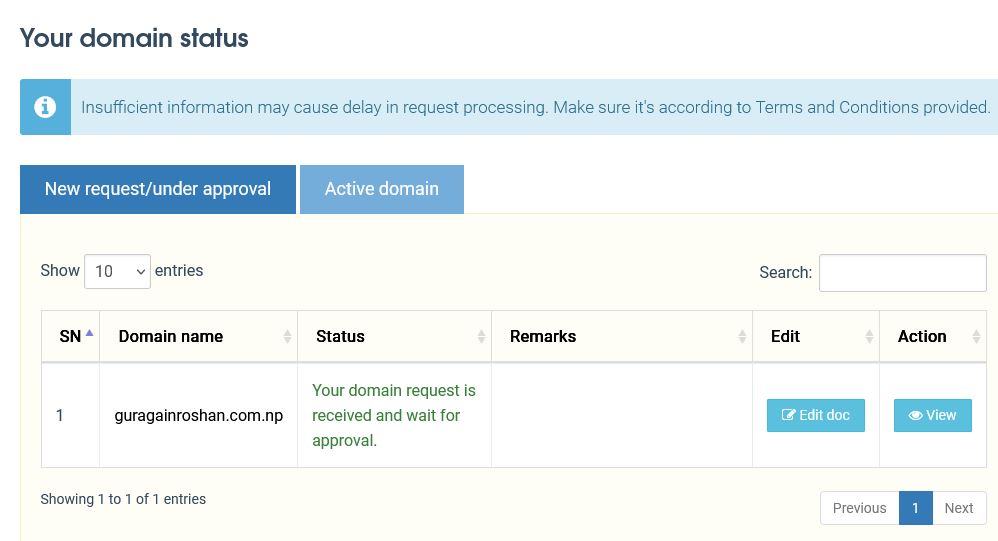 Your domain status
Insufficient information may cause delay in request processing. Make sure it's according to Terms and Conditions provided.
New request/under approval
Active domain
Show 10 entries
Search:
SN Domain name Status Remarks Edit Action
1 guragainroshan.com.np
Your domain request is
received and wait for
approval.
Edit doc
View
Showing 1 to 1 of 1 entries
Previous 1 Next